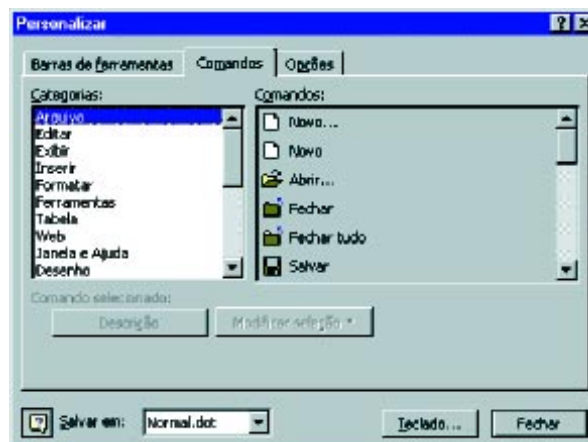 Personalizar
Barras de ferramentas
Comandos
Opções
Categorias:
Arquivo
Editar
Exibir
Inserir
Formatar
Ferramentas
Tabela
Web
Janela e Ajuda
Desenho
Comandos:
Novo...
Novo
Abrir...
Fechar
Fechar tudo
Salvar
Comando selecionado:
Descrição
Modificar seleção
Salvar em:
Normal.dot
Teclado...
Fechar